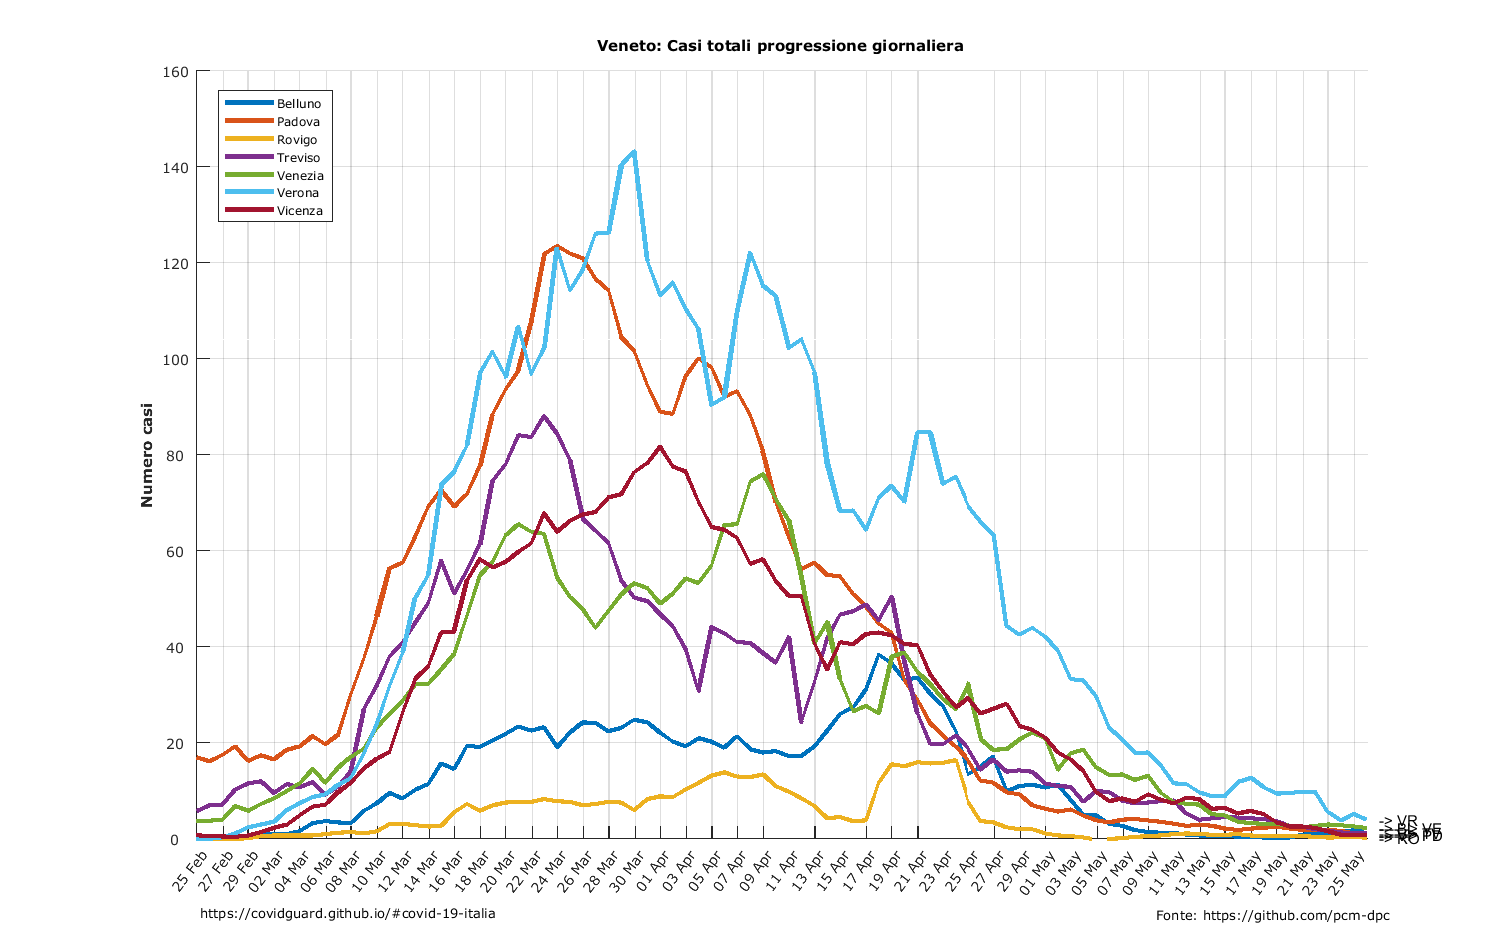 Veneto: Casi totali progressione giornaliera
160
140
120
100
80
60
40
20
0
Numero casi
Belluno
Padova
Rovigo
Treviso
Venezia
Verona
Vicenza
25 Feb
27 Feb
29 Feb
02 Mar
04 Mar
06 Mar
08 Mar
10 Mar
12 Mar
14 Mar
16 Mar
18 Mar
20 Mar
22 Mar
24 Mar
26 Mar
28 Mar
30 Mar
01 Apr
03 Apr
05 Apr
07 Apr
09 Apr
11 Apr
13 Apr
15 Apr
17 Apr
19 Apr
21 Apr
23 Apr
25 Apr
27 Apr
29 Apr
01 May
03 May
05 May
07 May
09 May
11 May
13 May
15 May
17 May
19 May
21 May
23 May
25 May
-> VR
VE
PD
-> RO
https://covidguard.github.io/#covid-19-italia
Fonte: https://github.com/pcm-dpc